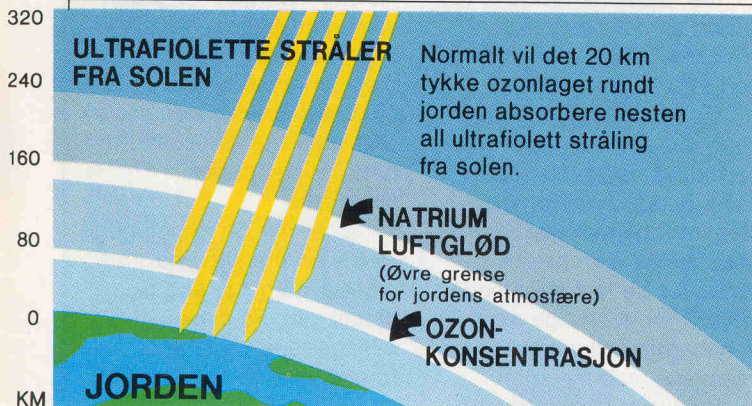 320
240
160
80
0
KM
ULTRAFIOLETTE STRÅLER
FRA SOLEN
Normalt vil det 20 km
tykke ozonlaget rundt
jorden absorbere nesten
all ultrafiolett stråling
fra solen.
NATRIUM
LUFTGLØD
(Øvre grense
for jordens atmosfære)
OZON-
KONSENTRASJON
JORDEN